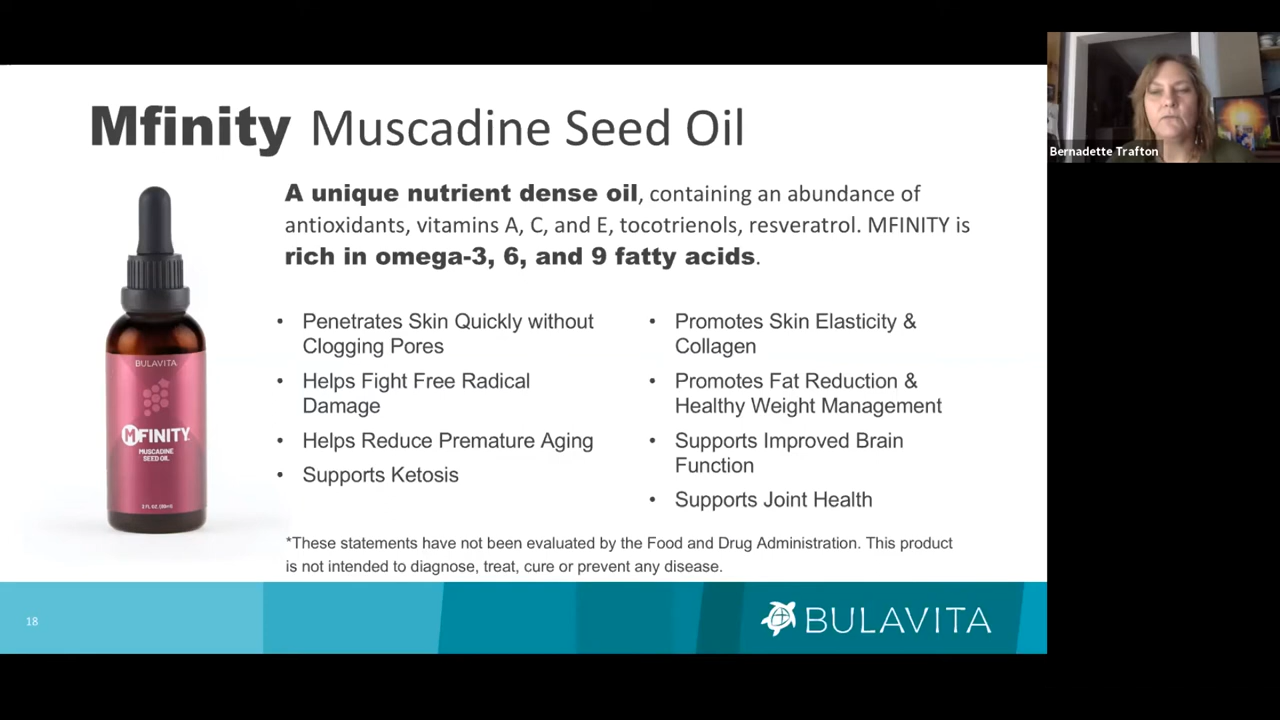 Mfinity Muscadine Seed Oil
A unique nutrient dense oil, containing an abundance of
antioxidants, vitamins A, C, and E, tocotrienols, resveratrol. MFINITY is
rich in omega-3, 6, and 9 fatty acids.
• Penetrates Skin Quickly without
Clogging Pores
• Helps Fight Free Radical
Damage
• Helps Reduce Premature Aging
• Supports Ketosis
• Promotes Skin Elasticity &
Collagen
• Promotes Fat Reduction &
Healthy Weight Management
• Supports Improved Brain
Function
• Supports Joint Health
*These statements have not been evaluated by the Food and Drug Administration. This product
is not intended to diagnose, treat, cure or prevent any disease.
BULAVITA
MFINITY
MUSCADINE
SEED OIL
2 FL OZ.
18
BULAVITA
Bernadette Trafton